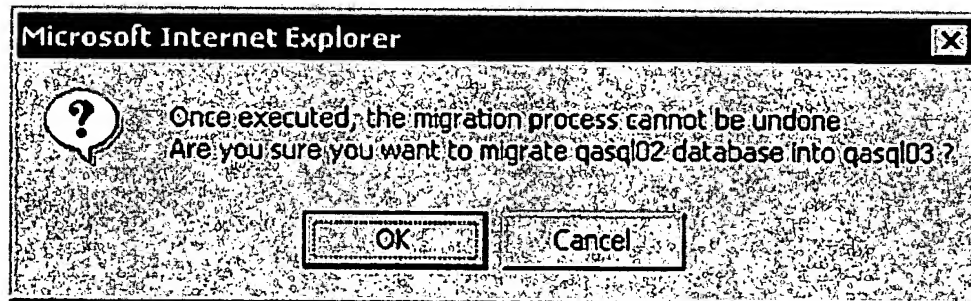 Microsoft Internet Explorer
?
Once executed, the migration process cannot be undone
Are you sure you want to migrate qasql02 database into qasql03 ?
OK
Cancel